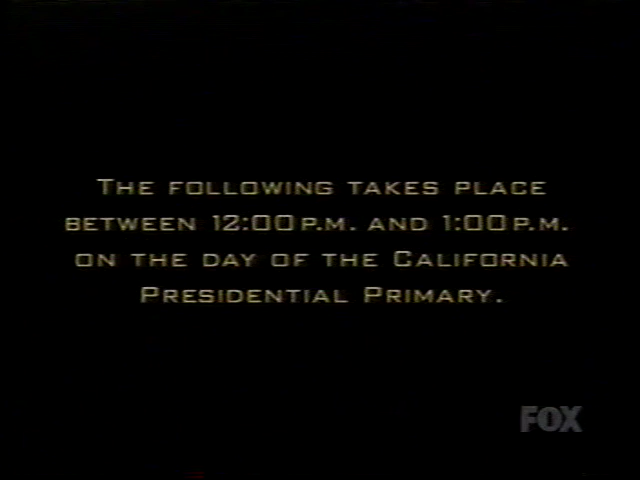 The following takes place
between 12:00 p.m. and 1:00 p.m.
on the day of the California
Presidential Primary.
FOX